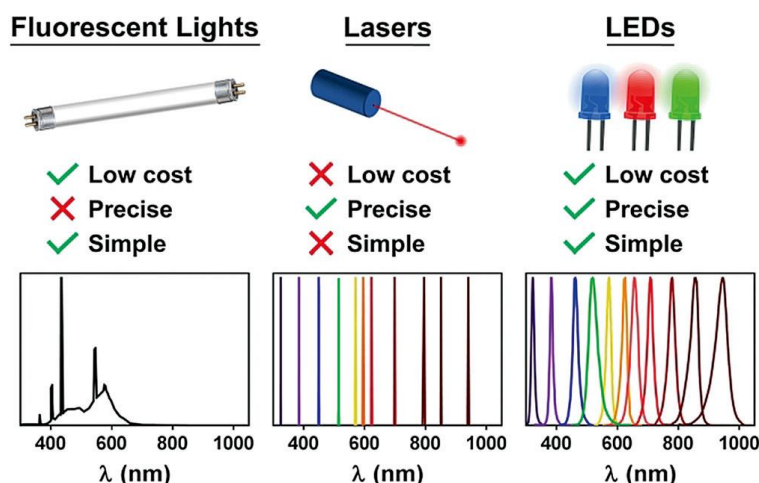 Fluorescent Lights
Lasers
LEDs
Low cost
Precise
Simple
Low cost
Precise
Simple
Low cost
Precise
Simple
400 600 800 1000
λ (nm)
400 600 800 1000
λ (nm)
400 600 800 1000
λ (nm)